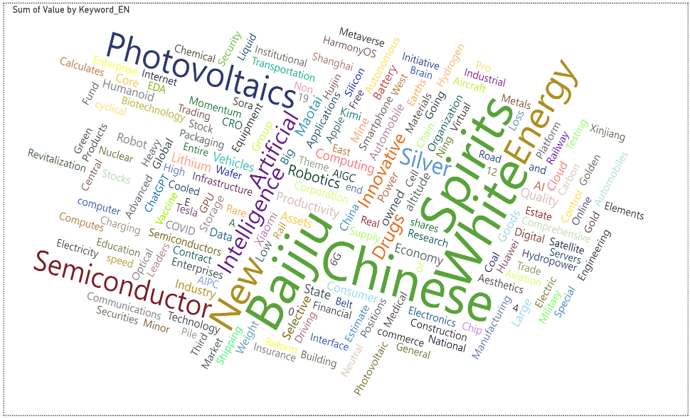 Sum of Value by Keyword_EN
Photovoltaics
Semiconductor
Chinese
Baijiu
White
Spirits
Energy
New
Artificial
Intelligence
Innovative
Drugs
Silver
Robotics
Computing
Metaverse
HarmonyOS
Liquid
Security
Chemical
Institutional
Transportation
Enterprise
Calculates
Core
EDA
Internet
Humanoid
Fund
cyclical
Biotechnology
Momentum
Trading
Stock
CRO
Sora
Equipment
Group
Non
19
Shanghai
Huijin
Maotai
Big
Applications
Silicon
Free
Autonomous
Battery
West
Initiative
Brain
Hydrogen
Earths
Pro
Aircraft
Industrial
Metals
Loss
Testing
Xinjiang
Platform
Railway
and
Green
Products
Revitalization
Central
Nuclear
Robot
Heavy
Packaging
Entire
Global
Advanced
Stocks
computer
Charging
ChatGPT
High
Cooled
Lithium
Vehicles
Wafer
Infrastructure
Vaccine
COVID
E
Tesla
GPU
Storage
Rare
A
Data
Theme
AIGC
East
Apple
Kimi
Smartphone
Mine
Automobile
Power
Materials
Going
Chain
Virtual
Organization
king
Cell
owned
altitude
end
China
Corporation
Productivity
Xiaomi
Assets
Low
Rail
Real
Supply
6G
Economy
shares
Research
Road
12
AI
Cloud
Carbon
Quality
Control
Golden
Gold
Automobiles
Elements
Engineering
Online
Comprehensive
Estate
Digital
Goods
Huawei
Satellite
Servers
Hydropower
Trade
Aviation
Coal
Aesthetics
Electric
Military
Special
Large
4
Manufacturing
Chip
Electronics
Construction
National
commerce
General
Medical
Positions
Photovoltaic
Neutral
Estimate
Interface
Consumer
Belt
State
Financial
Driving
Selective
Building
Insurance
Reform
Weight
Shipping
Market
Third
Industry
AIPC
Enterprises
Contract
Semiconductors
Leaders
Optical
speed
Education
Computes
Electricity
Communications
Technology
Securities
Minor
Pile